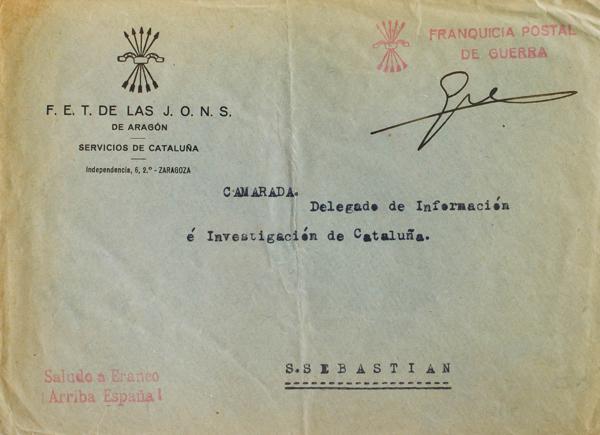 FRANQUICIA POSTAL
DE GUERRA
F. E. T. DE LAS J. O. N. S.
DE ARAGÓN
SERVICIOS DE CATALUÑA
Independencia, 6, 2.° - ZARAGOZA
CAMARADA.
Delegado de Información
é Investigación de Cataluña.
S.SEBASTIAN
Saludo a Franco
¡Arriba España!